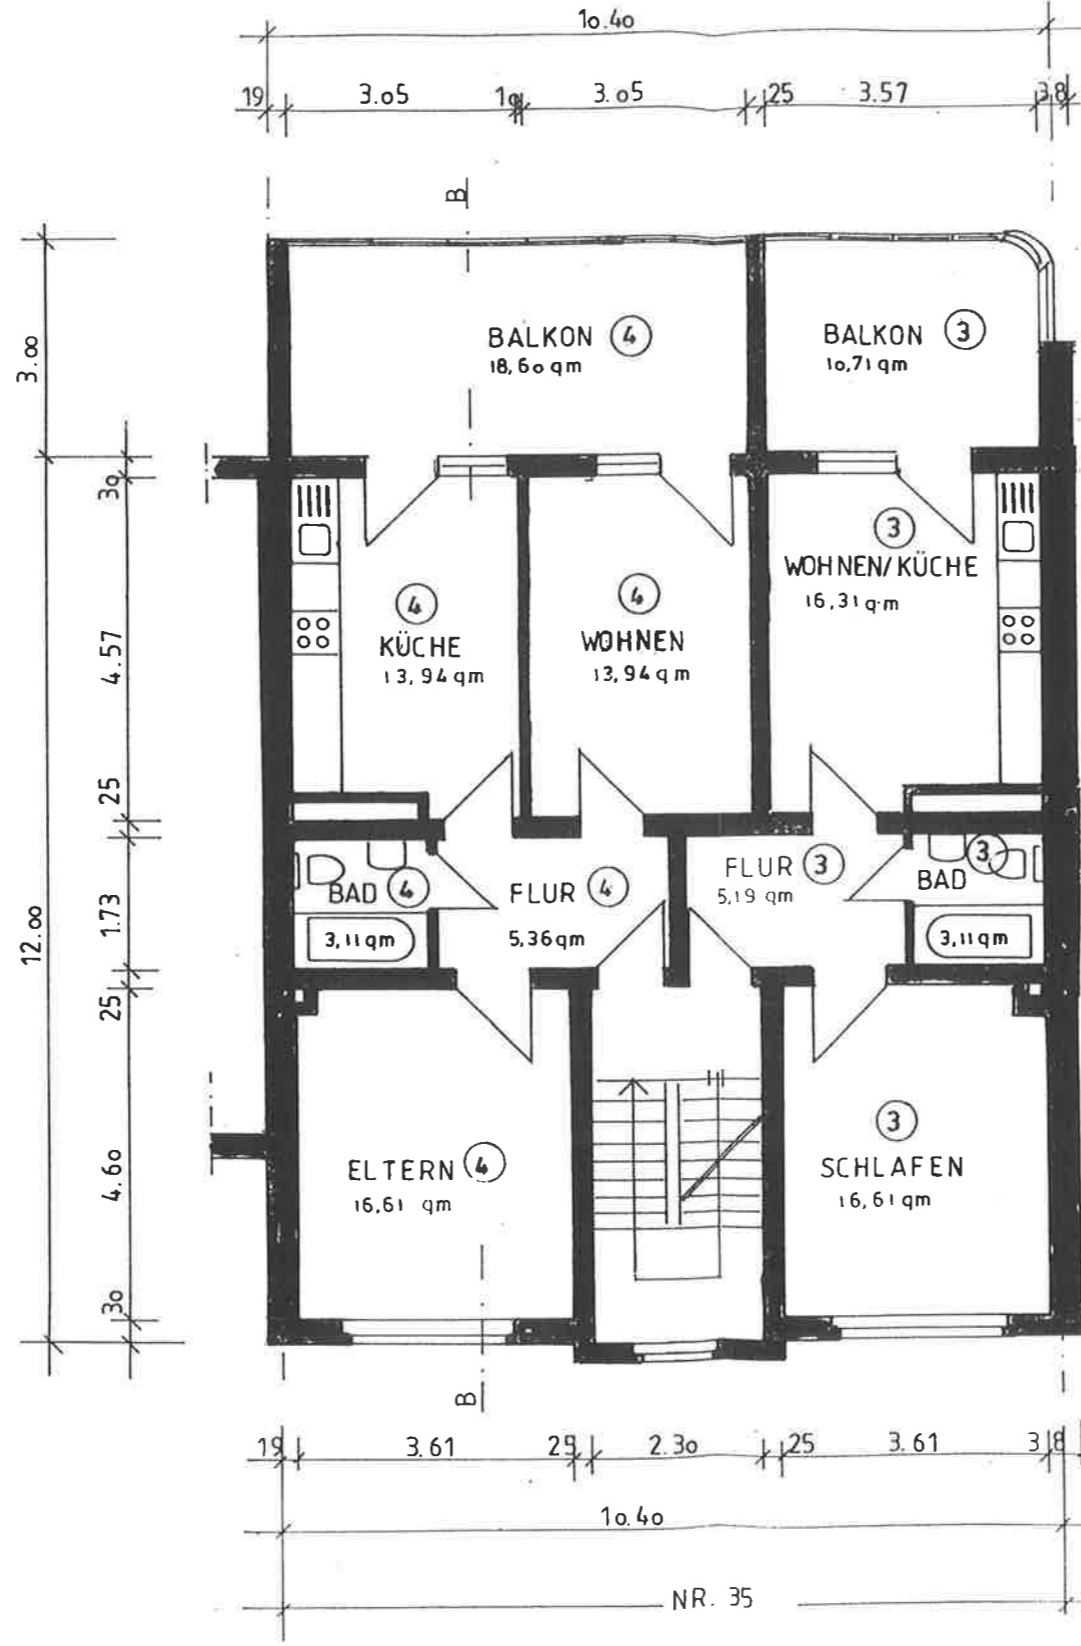 10.40
19 3.05 10 3.05 25 3.57 38
B
3.00
BALKON 4
18,60 qm
BALKON 3
10,71 qm
30
3
WOHNEN/KÜCHE
16,31 qm
4
KÜCHE
13,94 qm
4
WOHNEN
13,94 qm
4.57
25
1.73
12.00
BAD 4
3,11 qm
FLUR 4
5,36 qm
FLUR 3
5,19 qm
BAD 3
3,11 qm
25
4.60
ELTERN 4
16,61 qm
3
SCHLAFEN
16,61 qm
30
B
19 3.61 25 2.30 25 3.61 38
10.40
NR. 35